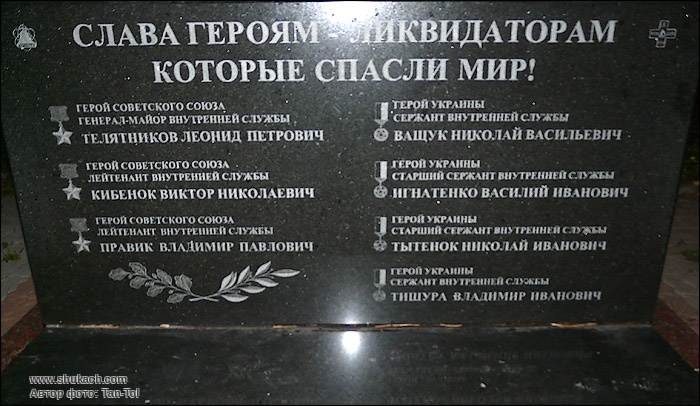 СЛАВА ГЕРОЯМ - ЛИКВИДАТОРАМ
КОТОРЫЕ СПАСЛИ МИР!
ГЕРОЙ СОВЕТСКОГО СОЮЗА
ГЕНЕРАЛ-МАЙОР ВНУТРЕННЕЙ СЛУЖБЫ
ТЕЛЯТНИКОВ ЛЕОНИД ПЕТРОВИЧ
ГЕРОЙ СОВЕТСКОГО СОЮЗА
ЛЕЙТЕНАНТ ВНУТРЕННЕЙ СЛУЖБЫ
КИБЕНОК ВИКТОР НИКОЛАЕВИЧ
ГЕРОЙ СОВЕТСКОГО СОЮЗА
ЛЕЙТЕНАНТ ВНУТРЕННЕЙ СЛУЖБЫ
ПРАВИК ВЛАДИМИР ПАВЛОВИЧ
ГЕРОЙ УКРАИНЫ
СЕРЖАНТ ВНУТРЕННЕЙ СЛУЖБЫ
ВАЩУК НИКОЛАЙ ВАСИЛЬЕВИЧ
ГЕРОЙ УКРАИНЫ
СТАРШИЙ СЕРЖАНТ ВНУТРЕННЕЙ СЛУЖБЫ
ИГНАТЕНКО ВАСИЛИЙ ИВАНОВИЧ
ГЕРОЙ УКРАИНЫ
СТАРШИЙ СЕРЖАНТ ВНУТРЕННЕЙ СЛУЖБЫ
ТЫТЕНОК НИКОЛАЙ ИВАНОВИЧ
ГЕРОЙ УКРАИНЫ
СЕРЖАНТ ВНУТРЕННЕЙ СЛУЖБЫ
ТИШУРА ВЛАДИМИР ИВАНОВИЧ
www.shukach.com
Автор фото: Tan-Tol